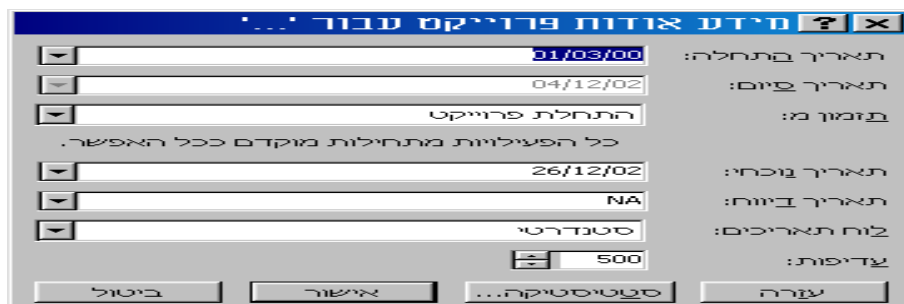 מידע אודות פרוייקט עבור '...'
תאריך התחלה: 01/03/00
תאריך סיום: 04/12/02
תזמון מ: התחלת פרוייקט
כל הפעילויות מתחילות מוקדם ככל האפשר.
תאריך נוכחי: 26/12/02
תאריך דיווח: NA
לוח תאריכים: סטנדרטי
עדיפות: 500
עזרה סטטיסטיקה... אישור ביטול